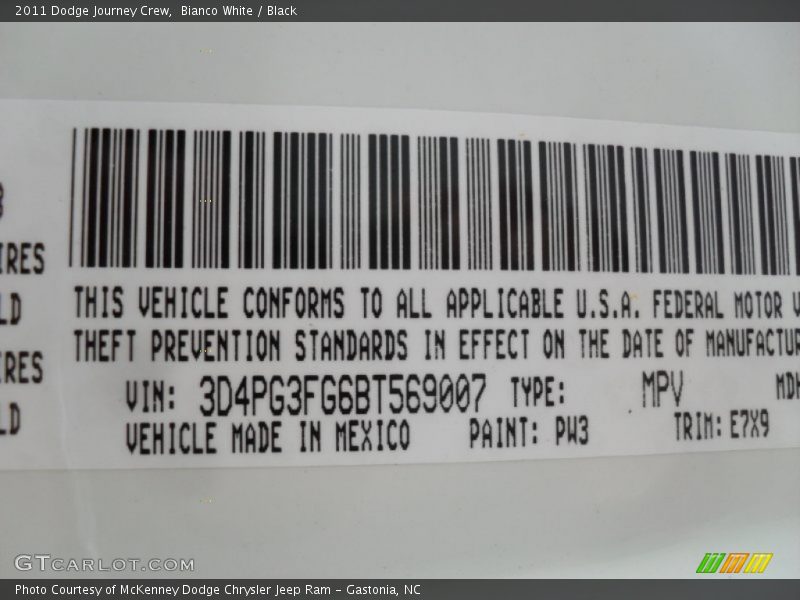 2011 Dodge Journey Crew,  Bianco White / Black
IRES
LD
IRES
LD
THIS VEHICLE CONFORMS TO ALL APPLICABLE U.S.A. FEDERAL MOTOR V
THEFT PREVENTION STANDARDS IN EFFECT ON THE DATE OF MANUFACTUR
VIN: 3D4PG3FG6BT569007 TYPE: MPV MDH
VEHICLE MADE IN MEXICO PAINT: PW3 TRIM: E7X9
GTCARLOT.COM
Photo Courtesy of McKenney Dodge Chrysler Jeep Ram – Gastonia, NC